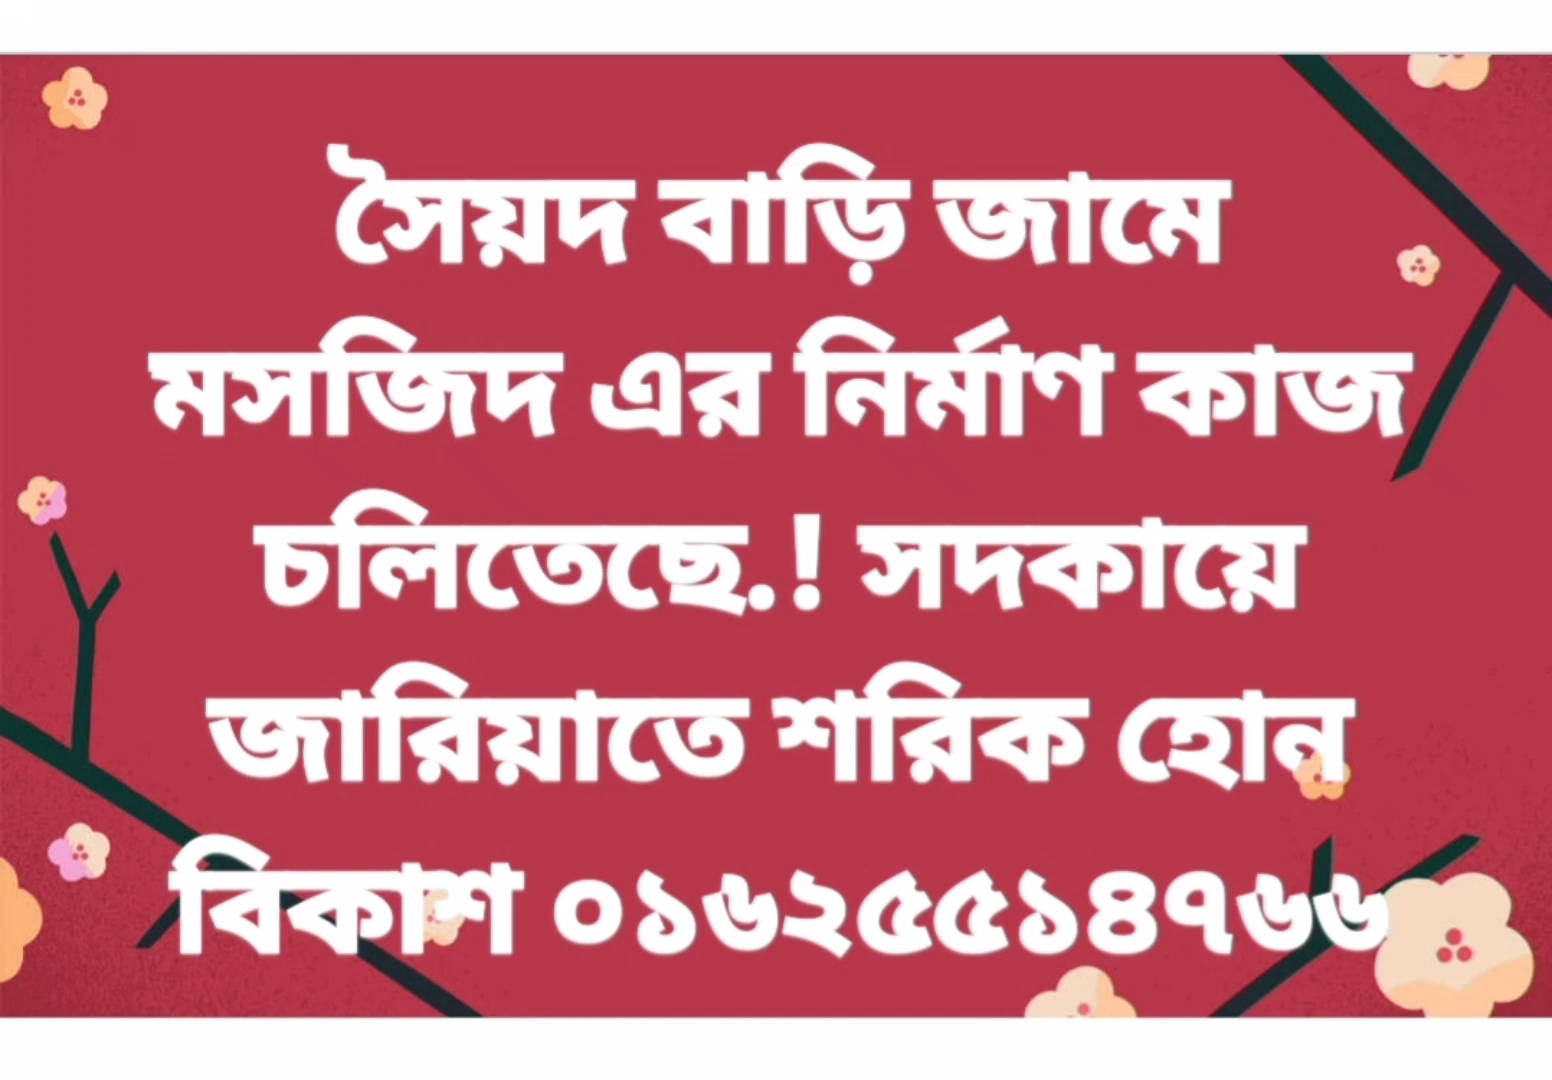 সৈয়দ বাড়ি জামে
মসজিদ এর নির্মাণ কাজ
চলিতেছে.! সদকায়ে
জারিয়াতে শরিক হোন
বিকাশ ০১৬২৫৫১৪৭৬৬